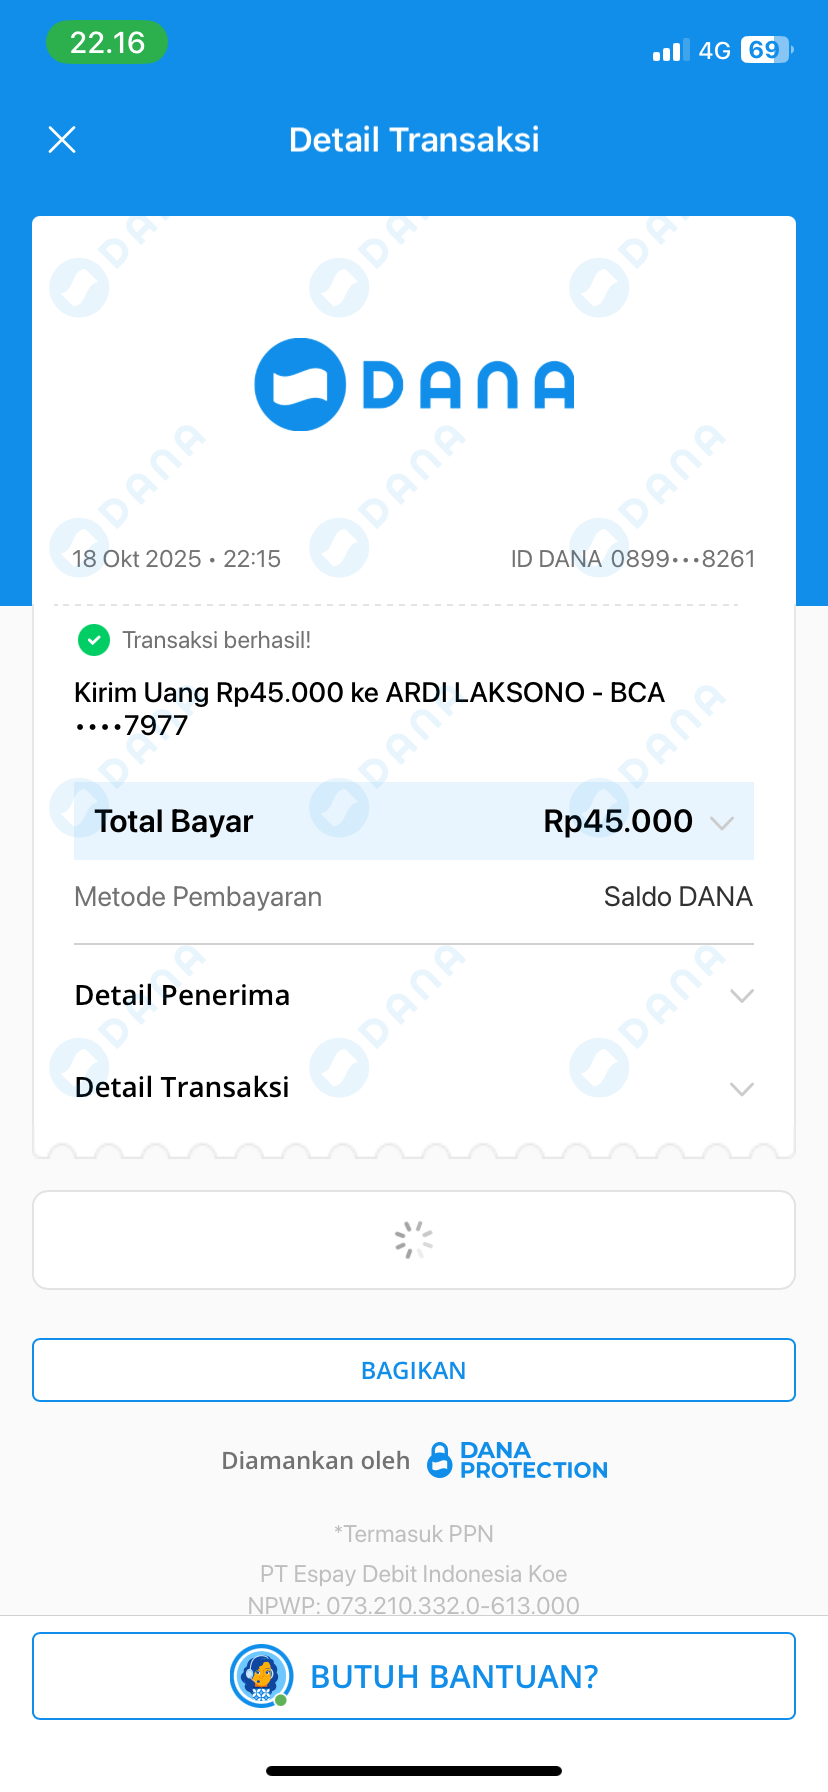 22.16
4G 69
Detail Transaksi
DANA
18 Okt 2025 • 22:15
ID DANA 0899•••8261
Transaksi berhasil!
Kirim Uang Rp45.000 ke ARDI LAKSONO - BCA
••••7977
Total Bayar Rp45.000
Metode Pembayaran Saldo DANA
Detail Penerima
Detail Transaksi
BAGIKAN
Diamankan oleh DANA PROTECTION
*Termasuk PPN
PT Espay Debit Indonesia Koe
NPWP: 073.210.332.0-613.000
BUTUH BANTUAN?